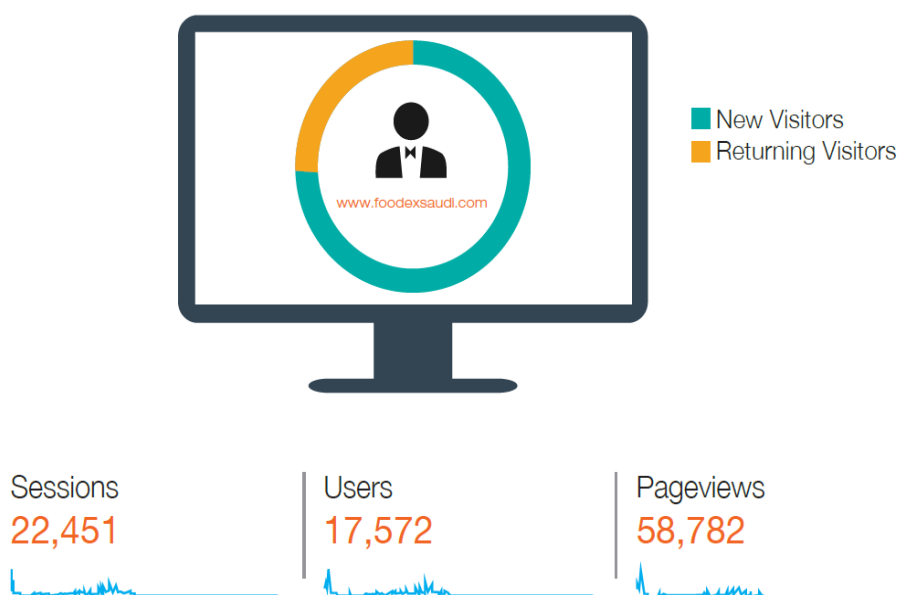 New Visitors
Returning Visitors
www.foodexsaudi.com
Sessions
22,451
Users
17,572
Pageviews
58,782